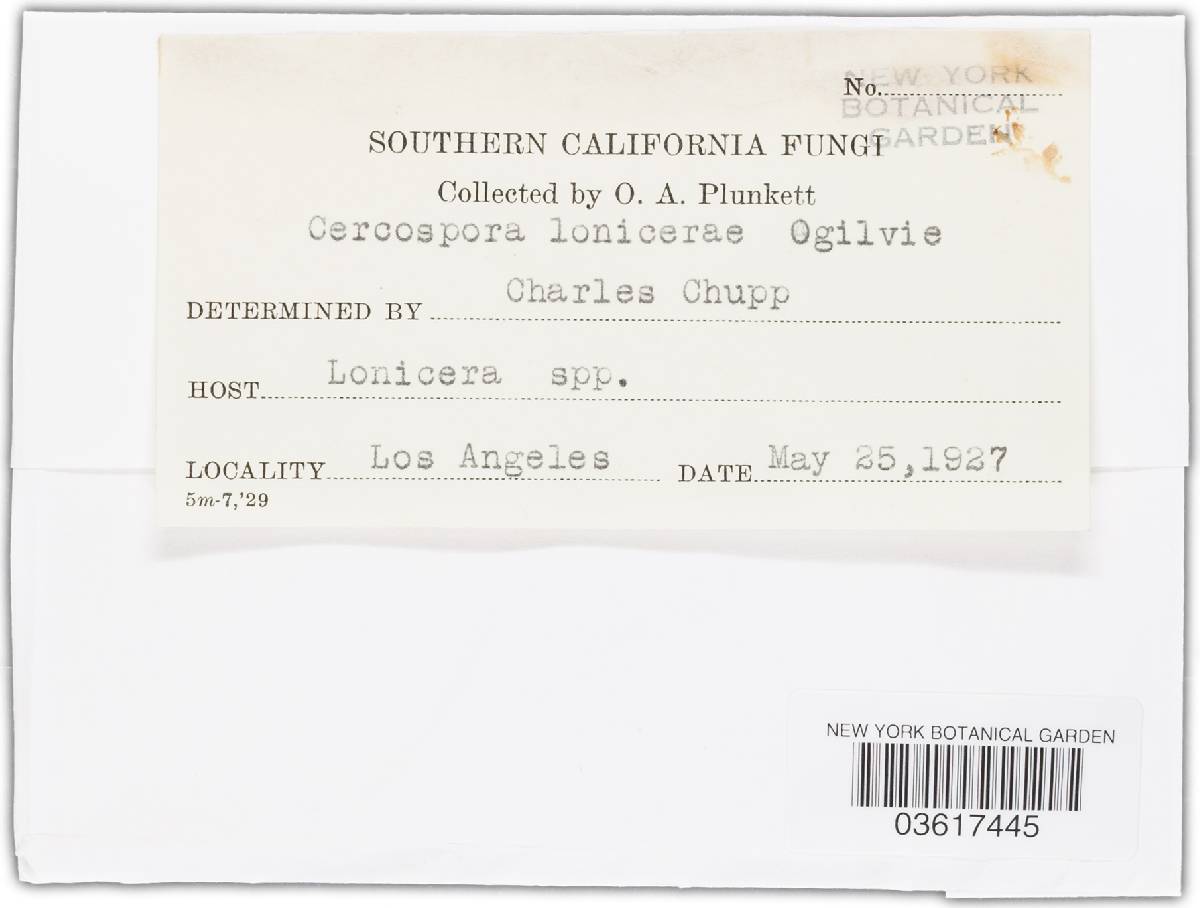 NEW YORK
No.
BOTANICAL
GARDEN
SOUTHERN CALIFORNIA FUNGI
Collected by O. A. Plunkett
Cercospora lonicerae Ogilvie
DETERMINED BY Charles Chupp
HOST Lonicera spp.
LOCALITY Los Angeles DATE May 25,1927
5m-7,'29
NEW YORK BOTANICAL GARDEN
03617445